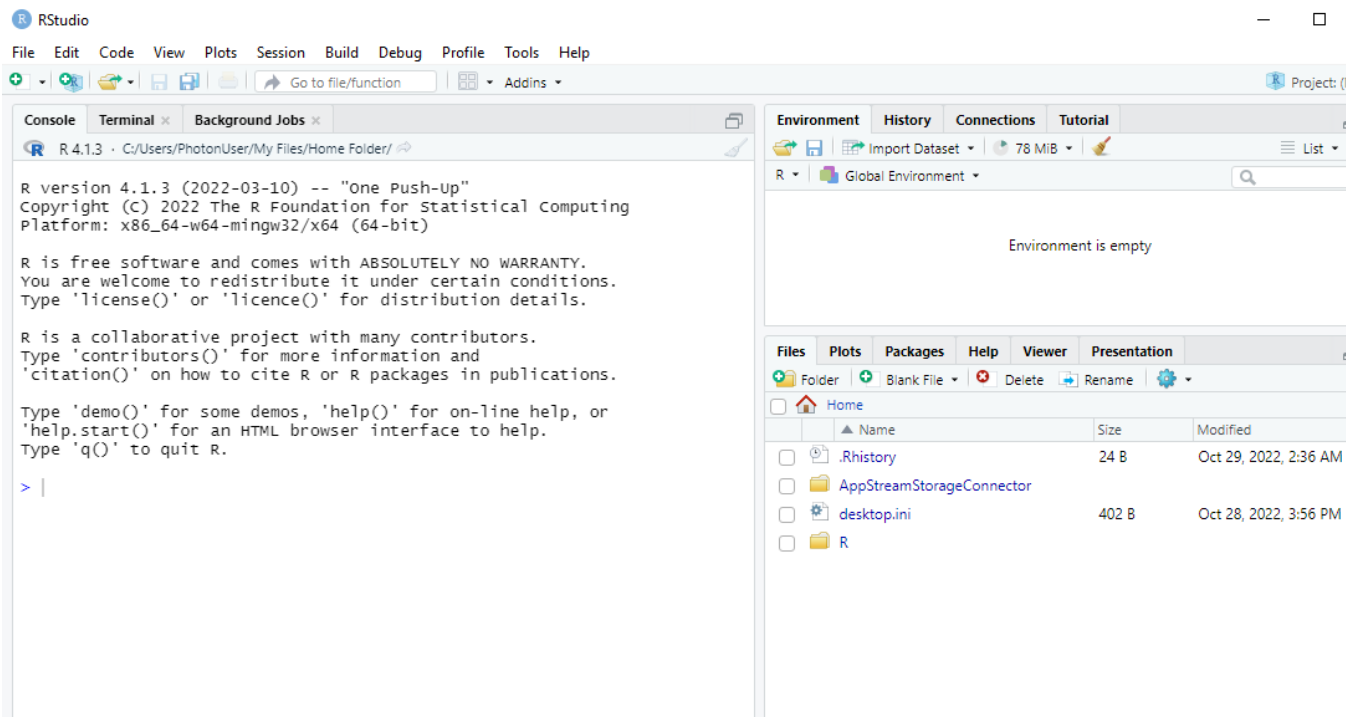 RStudio
File Edit Code View Plots Session Build Debug Profile Tools Help
Go to file/function Addins Project:
Console Terminal Background Jobs
R 4.1.3 · C:/Users/PhotonUser/My Files/Home Folder/
R version 4.1.3 (2022-03-10) -- "One Push-Up"
Copyright (C) 2022 The R Foundation for Statistical Computing
Platform: x86_64-w64-mingw32/x64 (64-bit)
R is free software and comes with ABSOLUTELY NO WARRANTY.
You are welcome to redistribute it under certain conditions.
Type 'license()' or 'licence()' for distribution details.
R is a collaborative project with many contributors.
Type 'contributors()' for more information and
'citation()' on how to cite R or R packages in publications.
Type 'demo()' for some demos, 'help()' for on-line help, or
'help.start()' for an HTML browser interface to help.
Type 'q()' to quit R.
>
Environment History Connections Tutorial
Import Dataset 78 MiB List
R Global Environment
Environment is empty
Files Plots Packages Help Viewer Presentation
Folder Blank File Delete Rename
Home
Name Size Modified
.Rhistory 24 B Oct 29, 2022, 2:36 AM
AppStreamStorageConnector
desktop.ini 402 B Oct 28, 2022, 3:56 PM
R